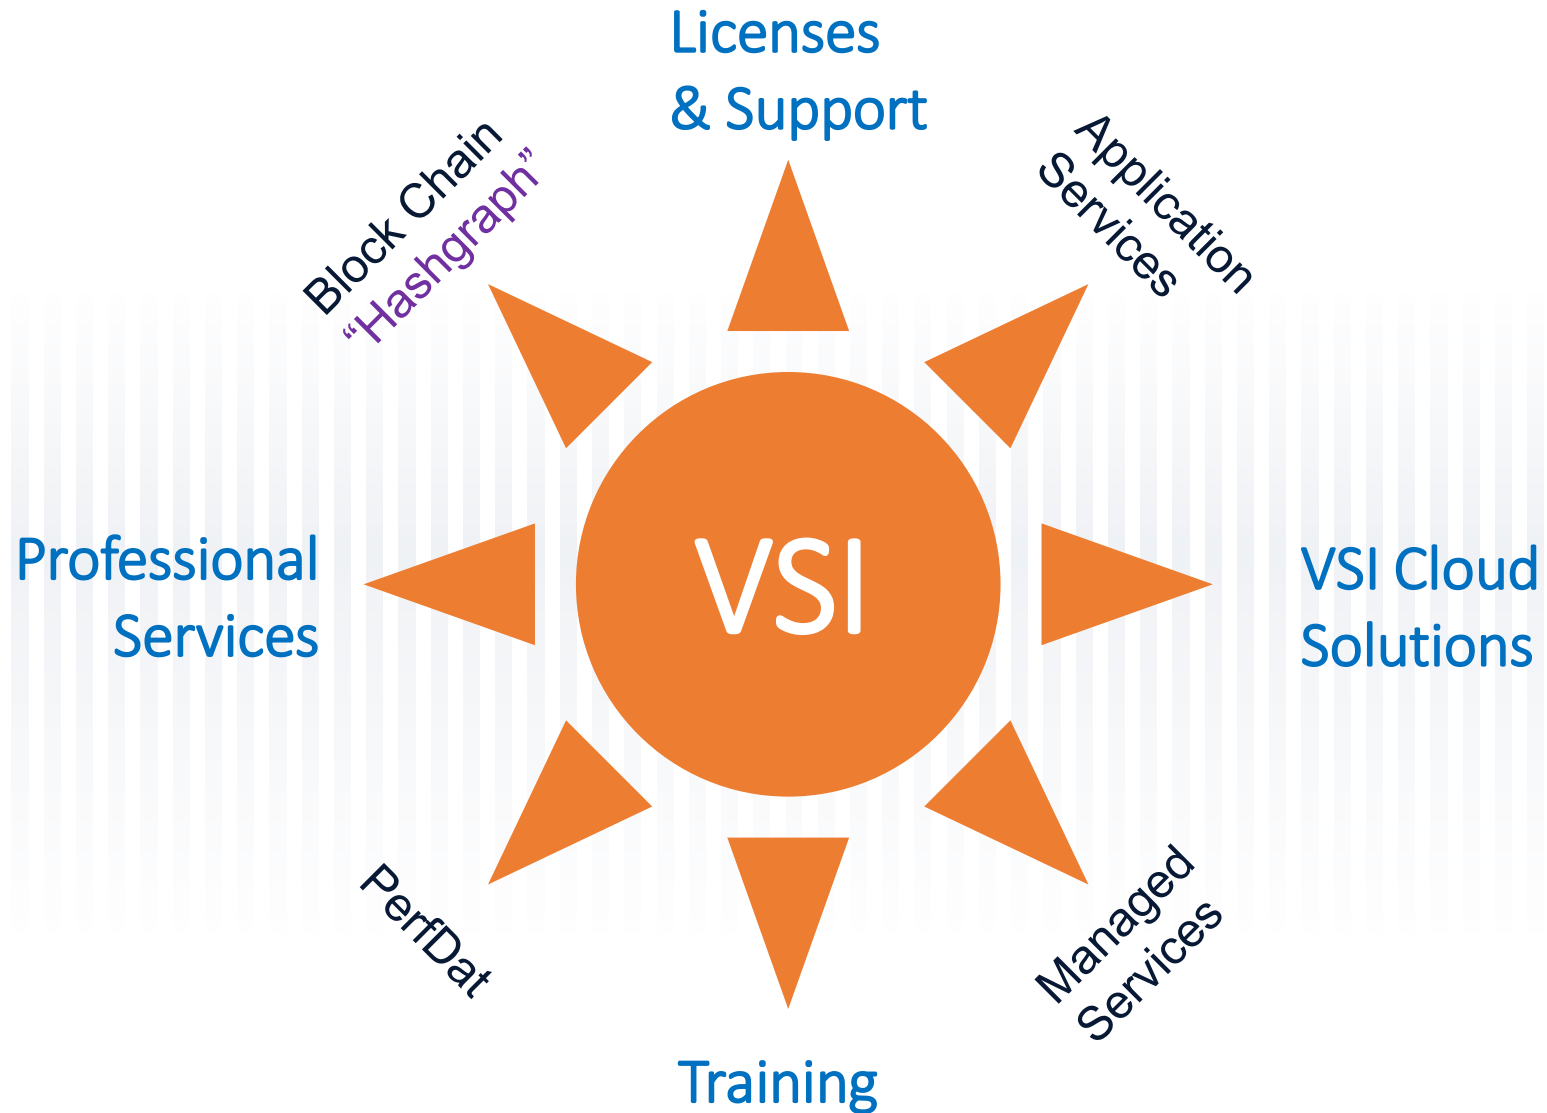 Licenses
& Support
Block Chain
“Hashgraph”
Application
Services
Professional
Services
VSI
VSI Cloud
Solutions
PerfDat
Managed
Services
Training